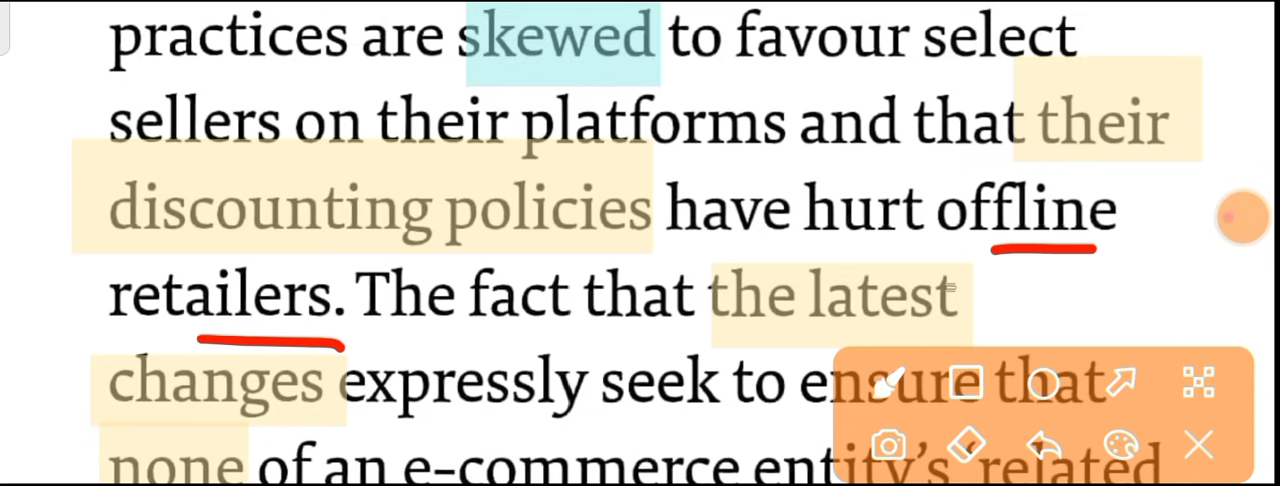 practices are skewed to favour select
sellers on their platforms and that their
discounting policies have hurt offline
retailers. The fact that the latest
changes expressly seek to ensure that
none of an e-commerce entity's 'related